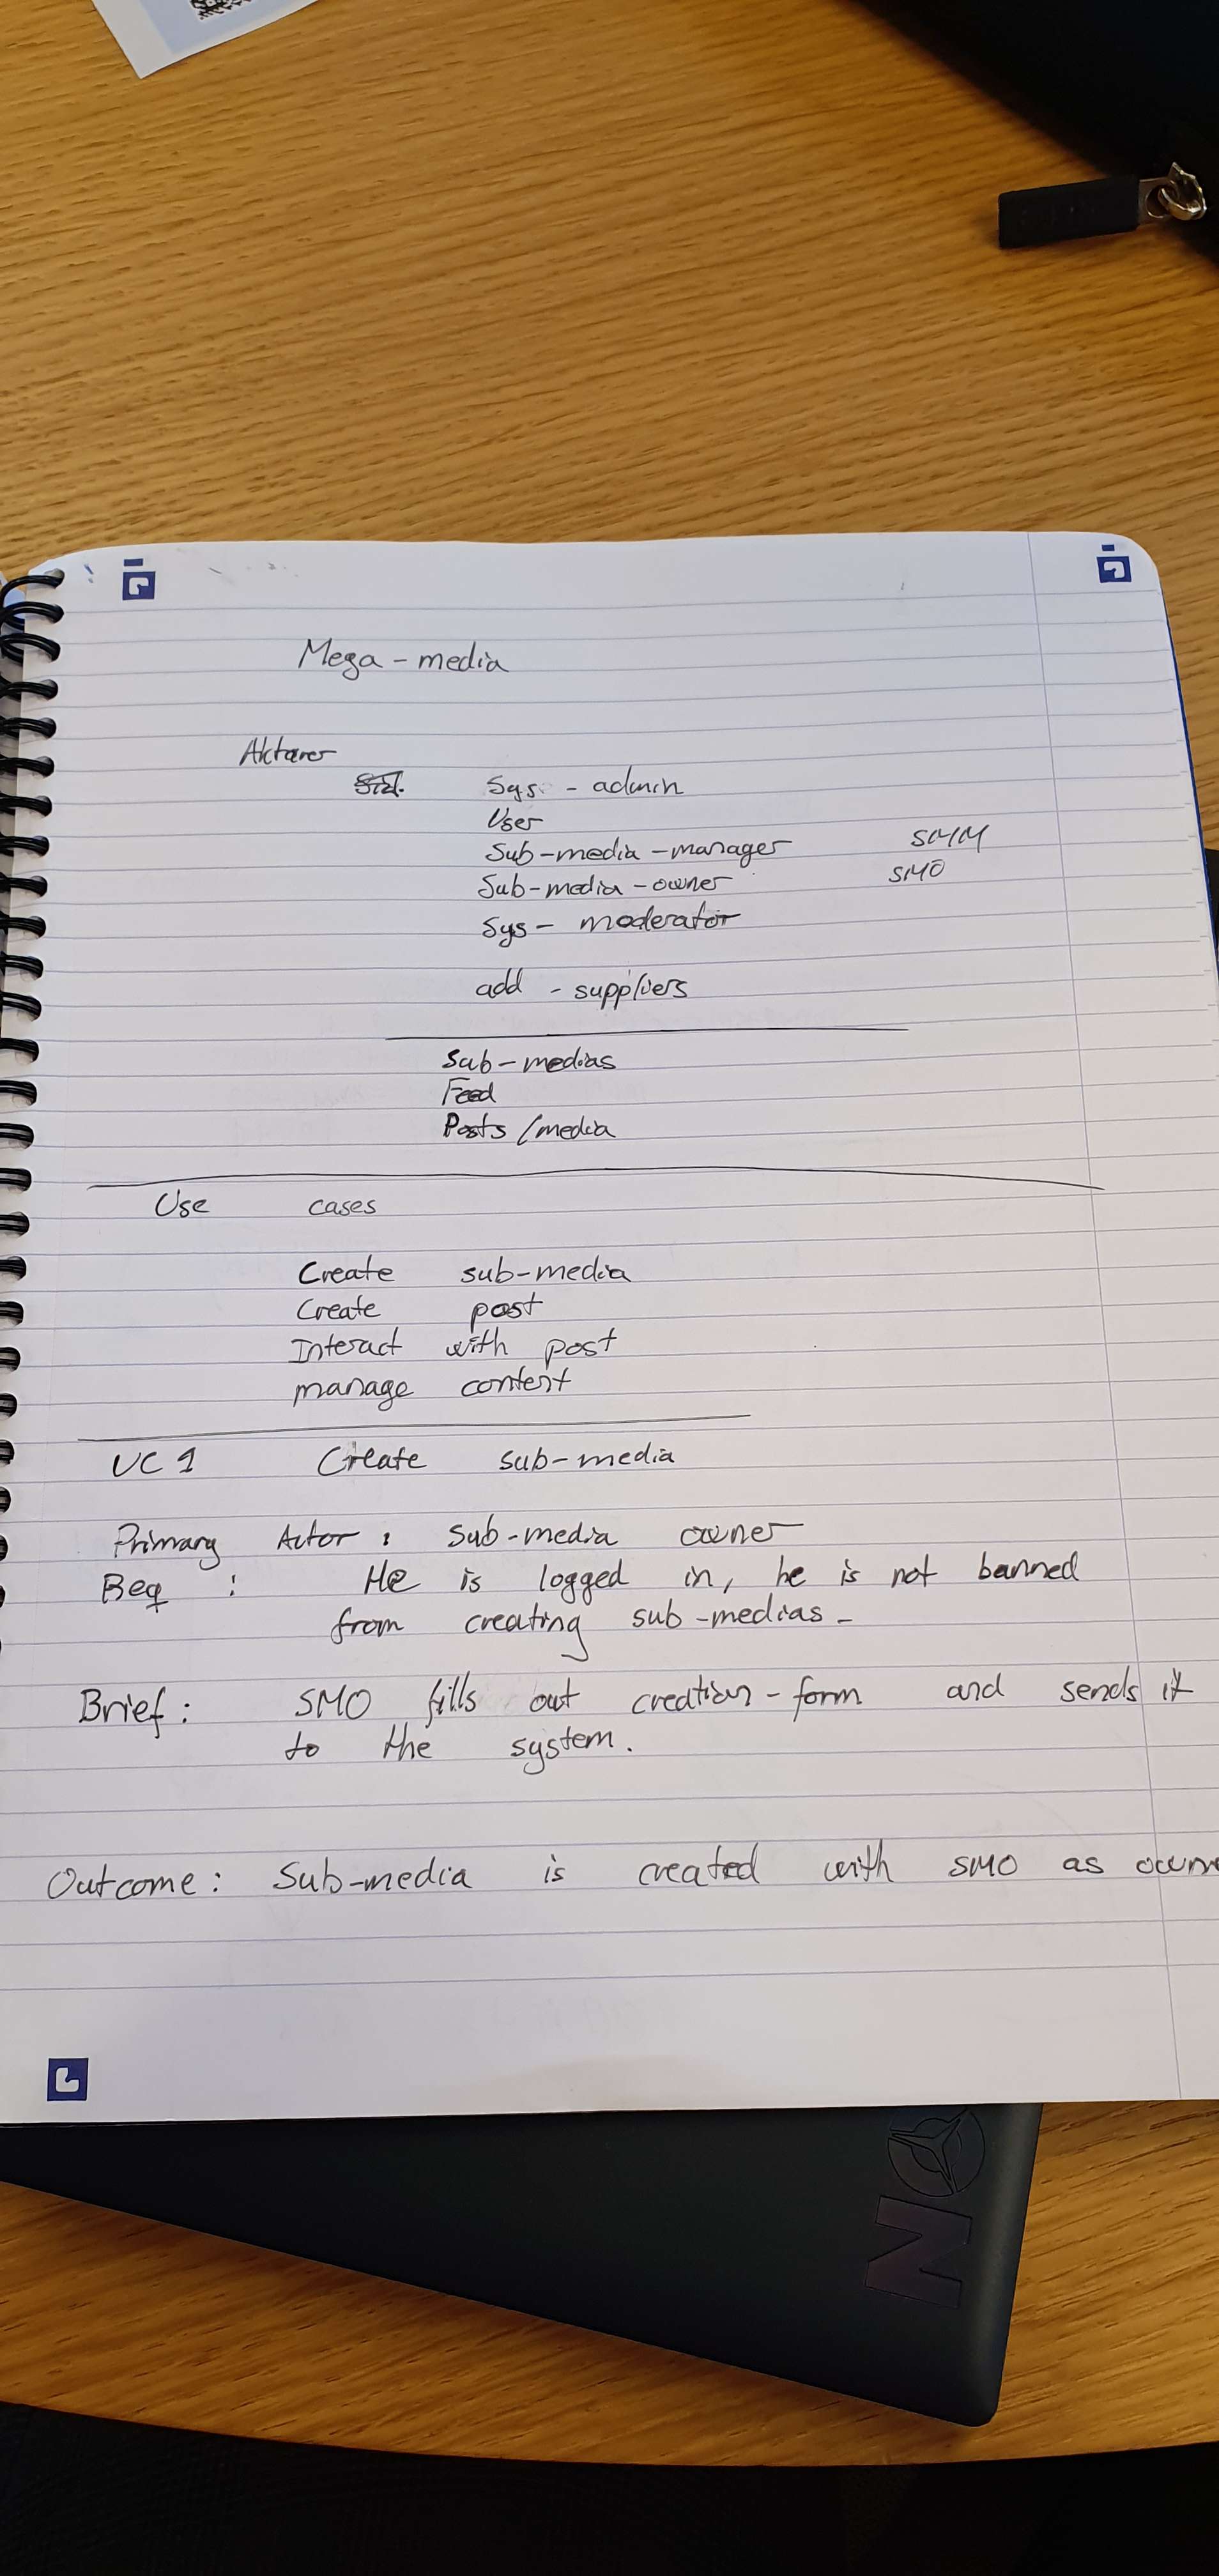 Mega-media
Aktører
Sys - admin
User
Sub-media-manager SMM
Sub-media-owner SMO
Sys- moderator
add - suppliers
Sub-medias
Feed
Posts/media
Use cases
Create sub-media
Create post
Interact with post
manage content
UC 1 Create sub-media
Primary Actor: Sub-media owner
Beq : He is logged in, he is not banned
from creating sub-medias-
Brief: SMO fills out creation-form and sends it
to the system.
Outcome: Sub-media is created with SMO as owne
NO